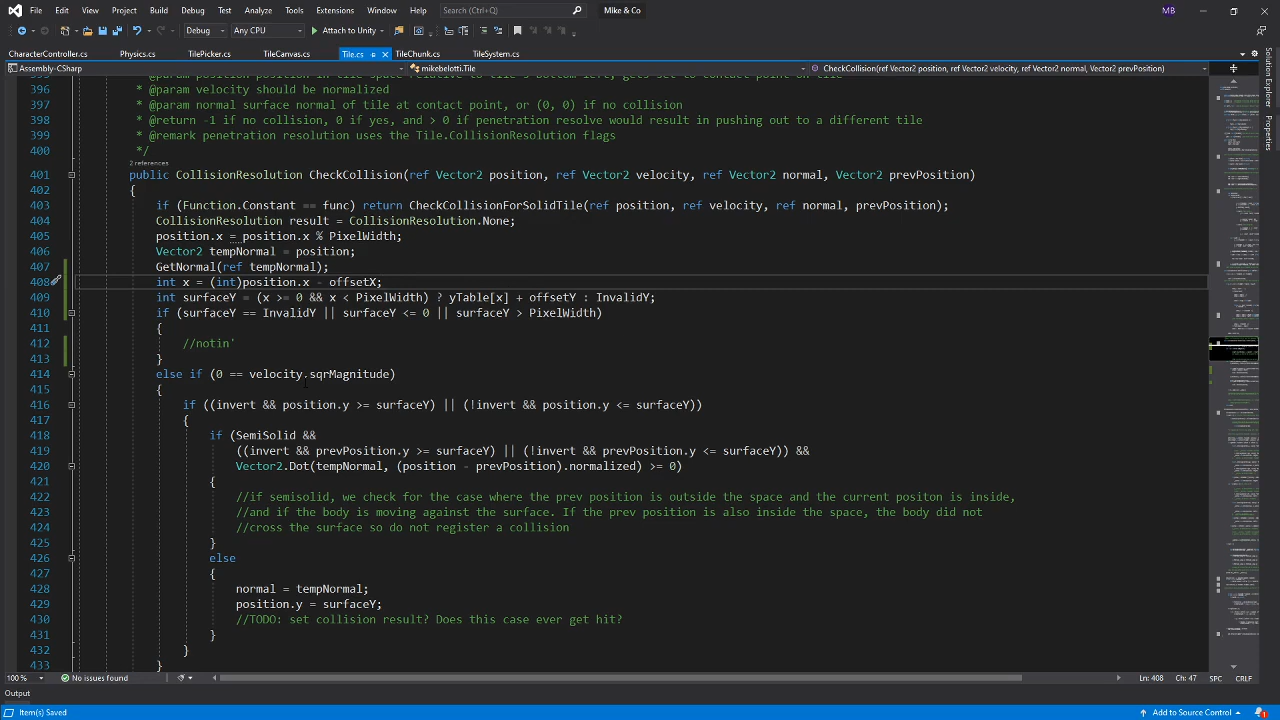 File Edit View Project Build Debug Test Analyze Tools Extensions Window Help Search (Ctrl+Q) Mike & Co MB
Debug Any CPU Attach to Unity
CharacterController.cs Physics.cs TilePicker.cs TileCanvas.cs Tile.cs TileChunk.cs TileSystem.cs
Assembly-CSharp mikebelotti.Tile CheckCollision(ref Vector2 position, ref Vector2 velocity, ref Vector2 normal, Vector2 prevPosition)
396 * @param velocity should be normalized
397 * @param normal surface normal of tile at contact point, or (0, 0) if no collision
398 * @return -1 if no collision, 0 if so, and > 0 if penetration resolve would result in pushing out to an different tile
399 * @remark penetration resolution uses the Tile.CollisionResolution flags
400 */
2 references
401 public CollisionResolution CheckCollision(ref Vector2 position, ref Vector2 velocity, ref Vector2 normal, Vector2 prevPosition)
402 {
403 if (Function.Constant == func) return CheckCollisionForSolidTile(ref position, ref velocity, ref normal, prevPosition);
404 CollisionResolution result = CollisionResolution.None;
405 position.x = position.x % PixelWidth;
406 Vector2 tempNormal = position;
407 GetNormal(ref tempNormal);
408 int x = (int)position.x - offsetX;
409 int surfaceY = (x >= 0 && x < PixelWidth) ?
410 if (surfaceY == InvalidY || surfaceY <= 0 || surfaceY > PixelWidth)
411 {
412 //notin'
413 }
414 else if (0 == velocity.sqrMagnitude)
415 {
416 if ((invert && position.y surfaceY) || (!invert && position.y <= surfaceY))
417 {
418 if (SemiSolid &&
419 ((invert && prevPosition.y surfaceY) || (!invert && prevPosition.y surfaceY)) &&
420 Vector2.Dot(tempNormal, (position - prevPosition).normalized) >= 0)
421 {
422 //if semisolid, we check for the case where the prev position is outside the space and the current positon is inside,
423 //and if the body is moving against the surface. If the prev position is also inside the space, the body did not
424 //cross the surface so do not register a collision
425 }
426 else
427 {
428 normal = tempNormal;
429 position.y = surfaceY;
430 //TODO: set collision result? Does this case ever get hit?
431 }
432 }
433 }
100 % No issues found Ln: 408 Ch: 47 SPC CRLF
Output
Item(s) Saved Add to Source Control 1
Solution Explorer
Properties